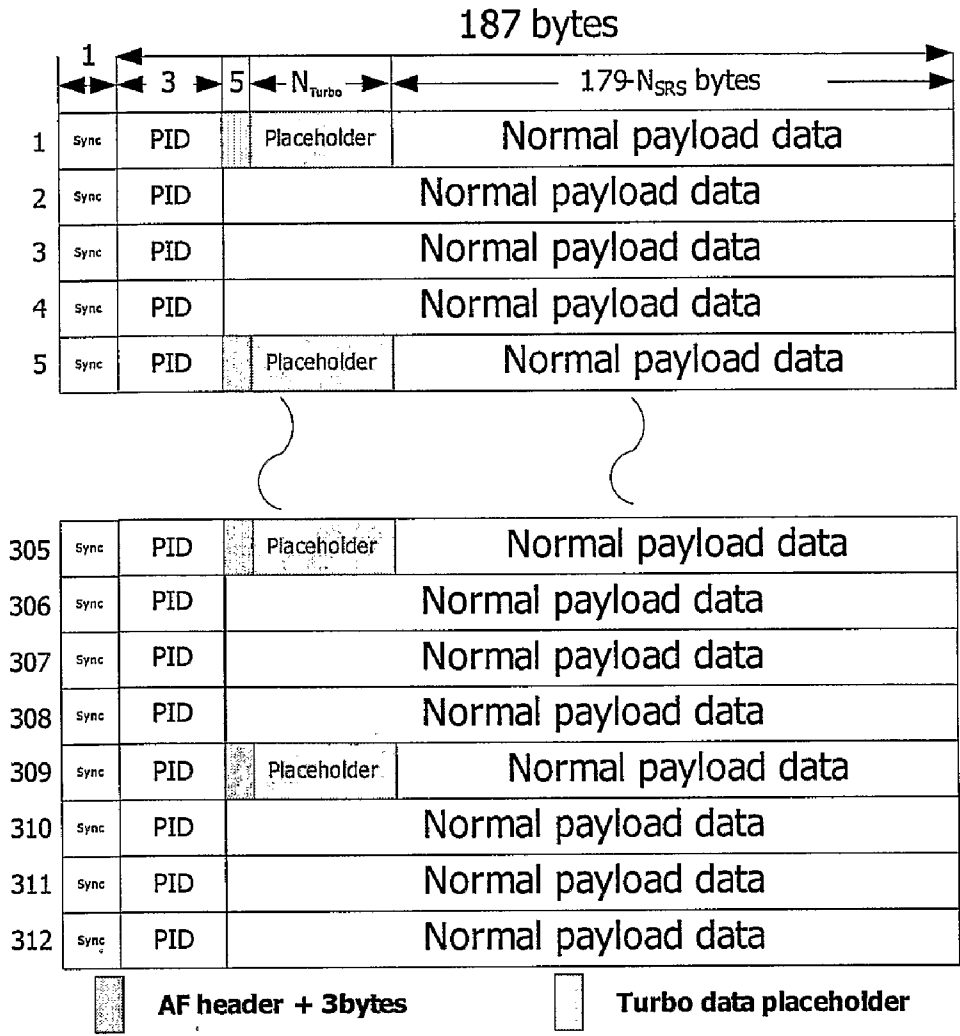 187 bytes
1
3 5 N_Turbo 179-N_SRS bytes
1 Sync PID Placeholder Normal payload data
2 Sync PID Normal payload data
3 Sync PID Normal payload data
4 Sync PID Normal payload data
5 Sync PID Placeholder Normal payload data
305 Sync PID Placeholder Normal payload data
306 Sync PID Normal payload data
307 Sync PID Normal payload data
308 Sync PID Normal payload data
309 Sync PID Placeholder Normal payload data
310 Sync PID Normal payload data
311 Sync PID Normal payload data
312 Sync PID Normal payload data
AF header + 3bytes Turbo data placeholder